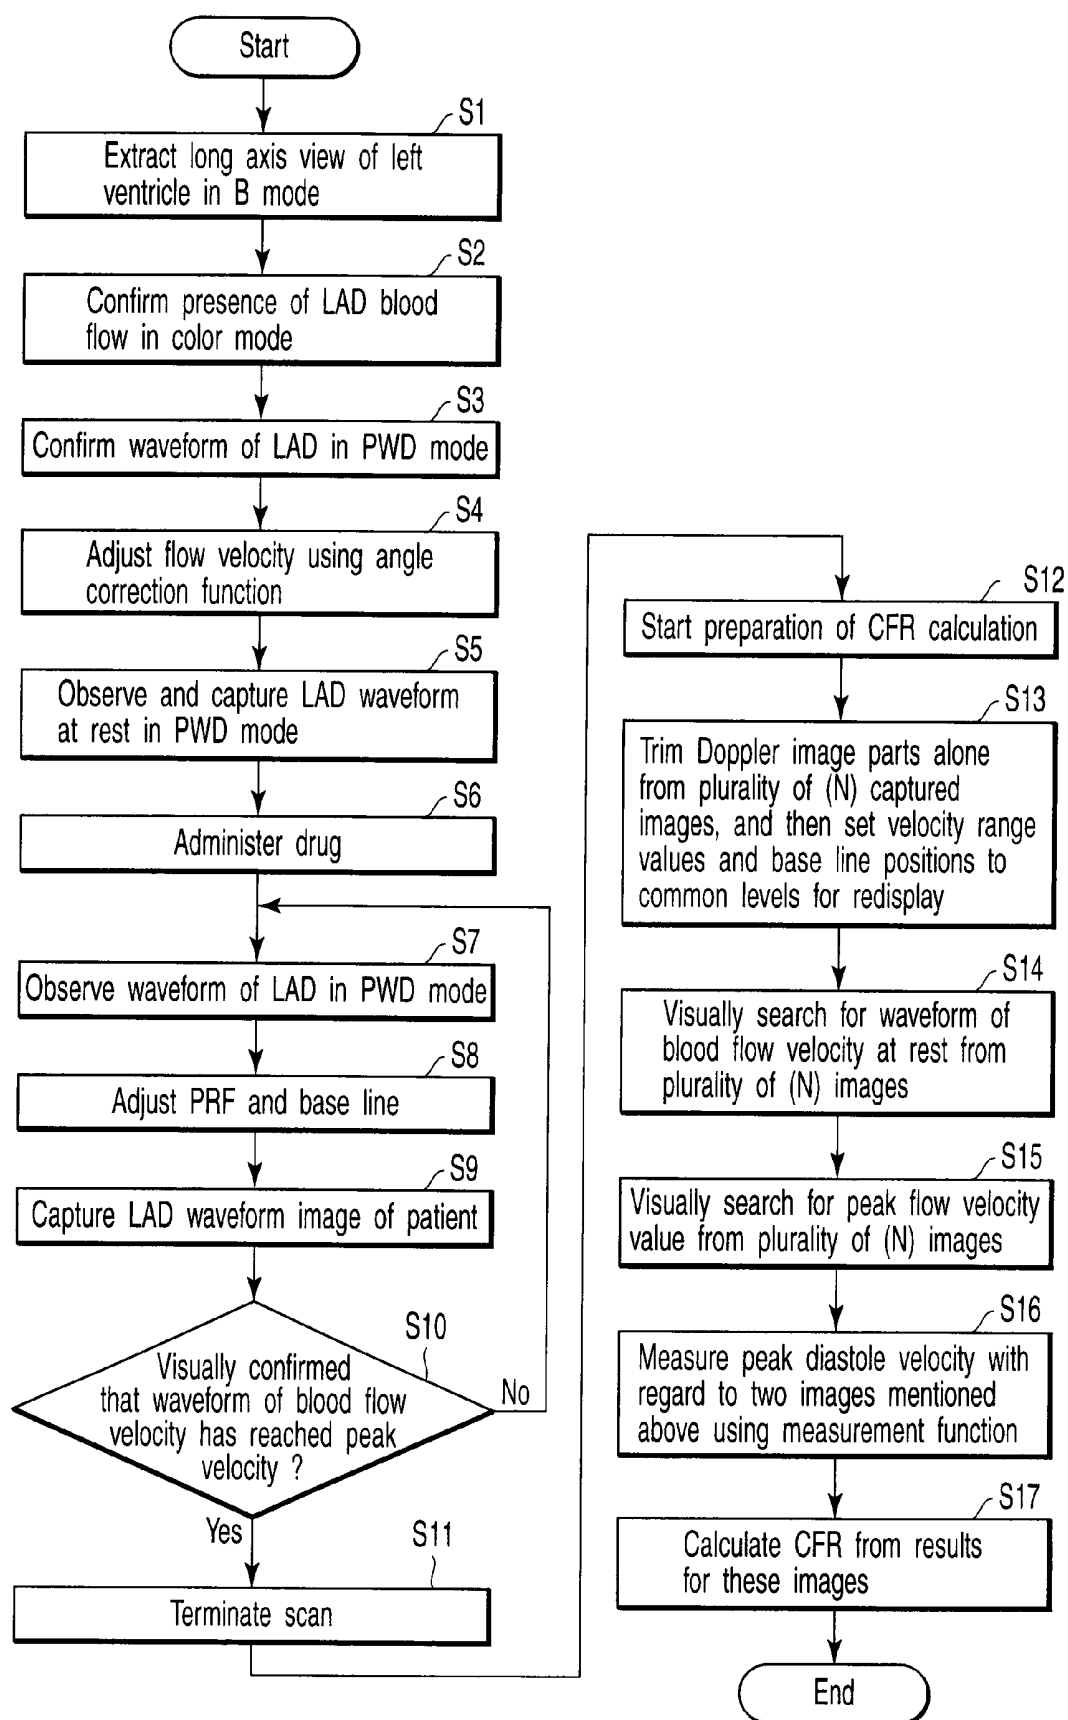 Start
S1
Extract long axis view of left
ventricle in B mode
S2
Confirm presence of LAD blood
flow in color mode
S3
Confirm waveform of LAD in PWD mode
S4
Adjust flow velocity using angle
correction function
S5
Observe and capture LAD waveform
at rest in PWD mode
S6
Administer drug
S7
Observe waveform of LAD in PWD mode
S8
Adjust PRF and base line
S9
Capture LAD waveform image of patient
S10
Visually confirmed
that waveform of blood flow
velocity has reached peak
velocity ?
No
Yes
S11
Terminate scan
S12
Start preparation of CFR calculation
S13
Trim Doppler image parts alone
from plurality of (N) captured
images, and then set velocity range
values and base line positions to
common levels for redisplay
S14
Visually search for waveform of
blood flow velocity at rest from
plurality of (N) images
S15
Visually search for peak flow velocity
value from plurality of (N) images
S16
Measure peak diastole velocity with
regard to two images mentioned
above using measurement function
S17
Calculate CFR from results
for these images
End